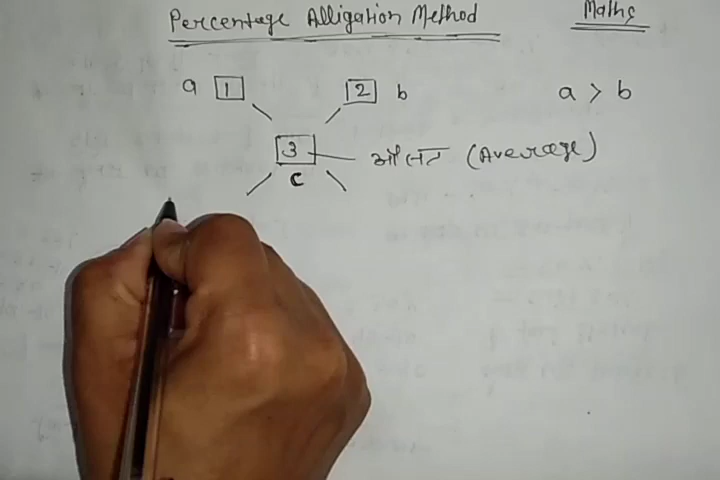 Percentage Alligation Method Maths
a 1 2 b a > b
3 औसत (Average)
c